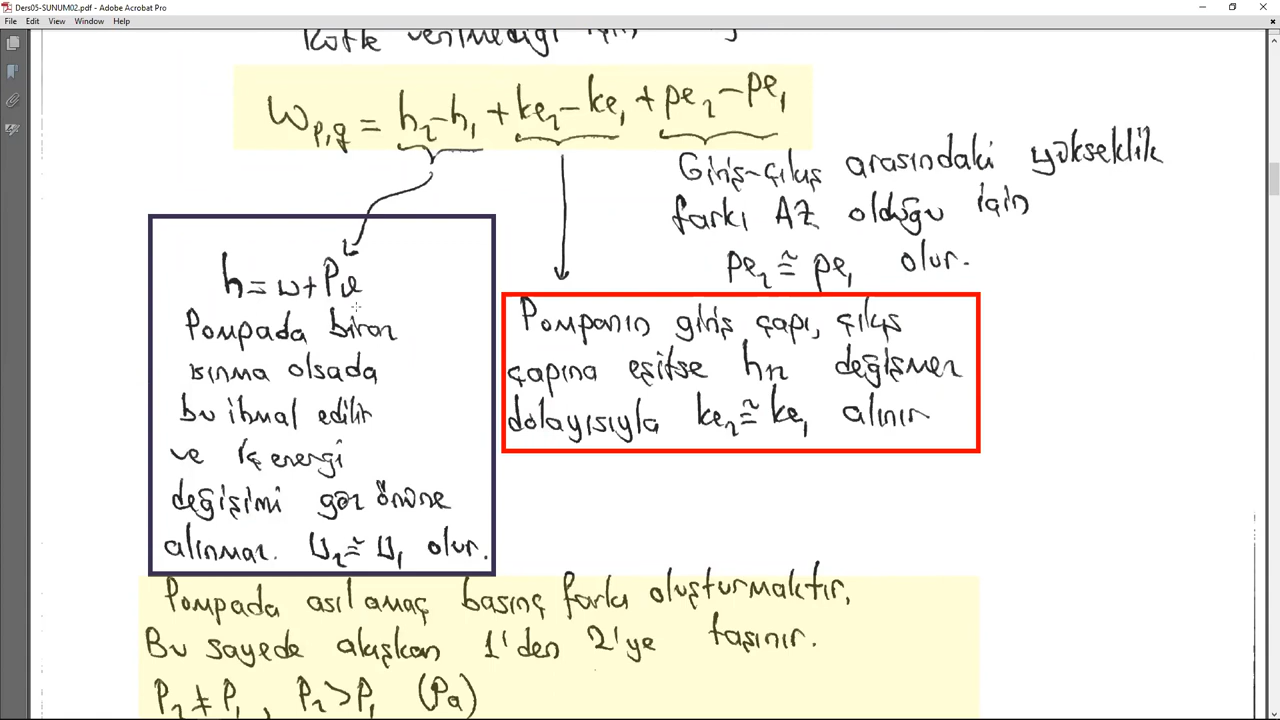 Ders05-SUNUM02.pdf - Adobe Acrobat Pro
File Edit View Window Help
için
w_p,g = h₂-h₁ + ke₂-ke₁ + pe₂-pe₁
Giriş-çıkış arasındaki yükseklik
farkı AZ olduğu için
pe₂ ≅ pe₁ olur.
h = u + Pv
Pompada biraz
ısınma olsada
bu ihmal edilir
ve iç enerji
değişimi göz önüne
alınmaz. U₂ ≅ U₁ olur.
Pompanın giriş çapı, çıkış
çapına eşitse hız değişmez
dolayısıyla ke₂ ≅ ke₁ alınır
Pompada asıl amaç basınç farkı oluşturmaktır,
Bu sayede akışkan 1'den 2'ye taşınır.
P₂ ≠ P₁, P₂ > P₁ (Pa)